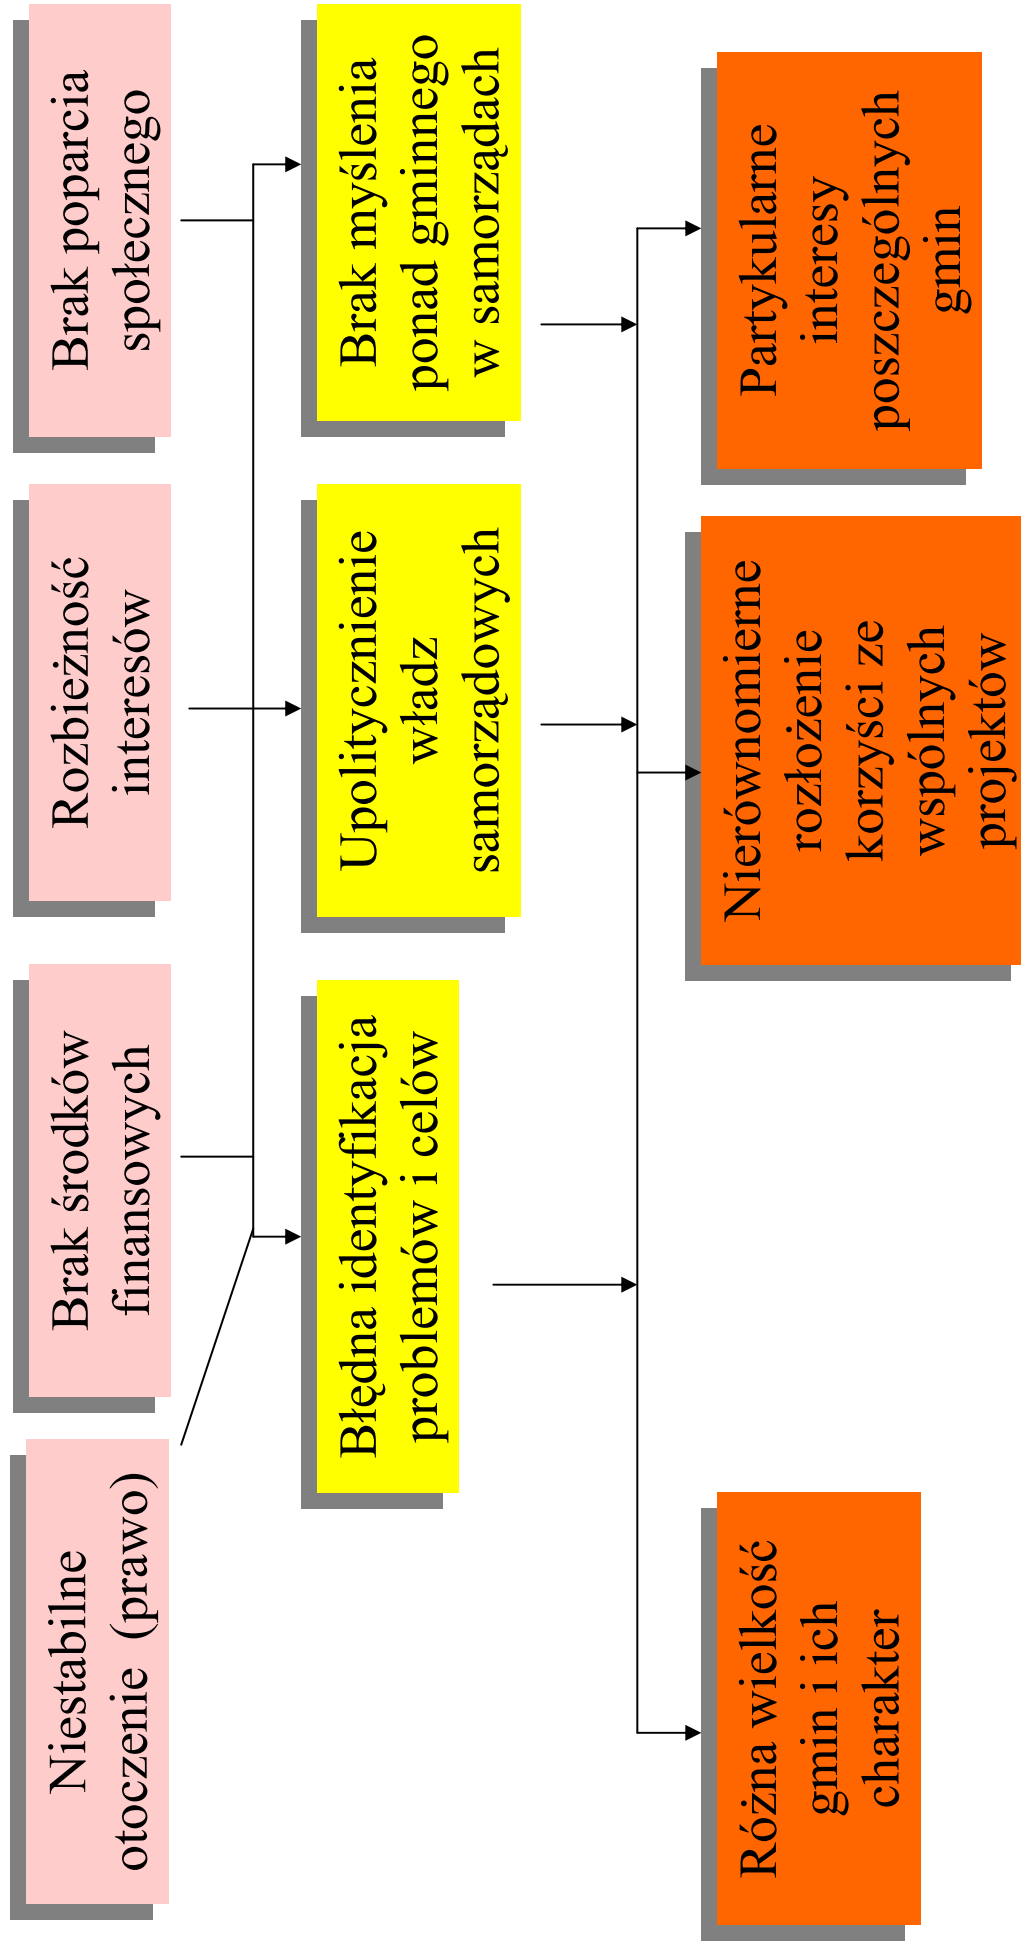 Niestabilne
otoczenie (prawo)
Brak środków
finansowych
Rozbieżność
interesów
Brak poparcia
społecznego
Błędna identyfikacja
problemów i celów
Upolitycznienie
władz
samorządowych
Brak myślenia
ponad gminnego
w samorządach
Różna wielkość
gmin i ich
charakter
Nierównomierne
rozłożenie
korzyści ze
wspólnych
projektów
Partykularne
interesy
poszczególnych
gmin